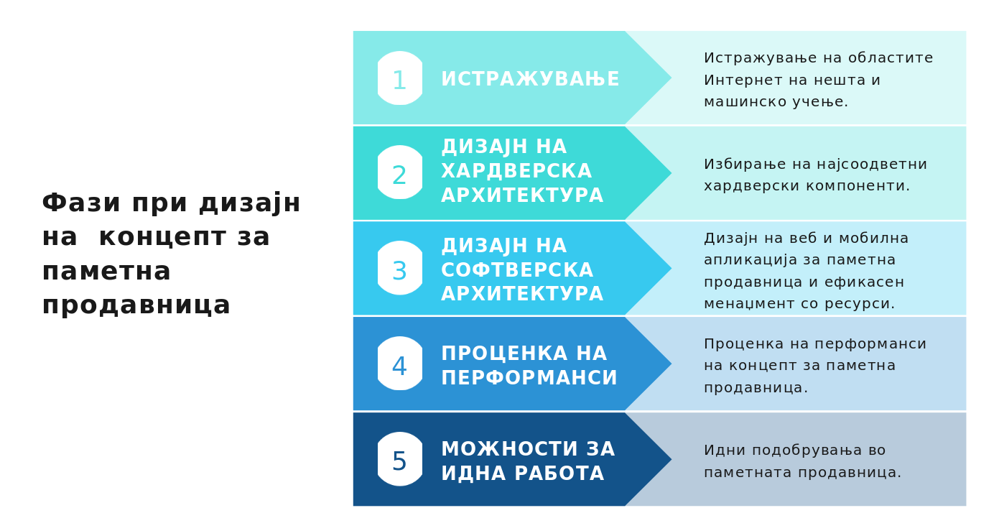 Фази при дизајн
на  концепт за
паметна
продавница
1
ИСТРАЖУВАЊЕ
Истражување на областите
Интернет на нешта и
машинско учење.
2
ДИЗАЈН НА
ХАРДВЕРСКА
АРХИТЕКТУРА
Избирање на најсоодветни
хардверски компоненти.
3
ДИЗАЈН НА
СОФТВЕРСКА
АРХИТЕКТУРА
Дизајн на веб и мобилна
апликација за паметна
продавница и ефикасен
менаџмент со ресурси.
4
ПРОЦЕНКА НА
ПЕРФОРМАНСИ
Проценка на перформанси
на концепт за паметна
продавница.
5
МОЖНОСТИ ЗА
ИДНА РАБОТА
Идни подобрувања во
паметната продавница.